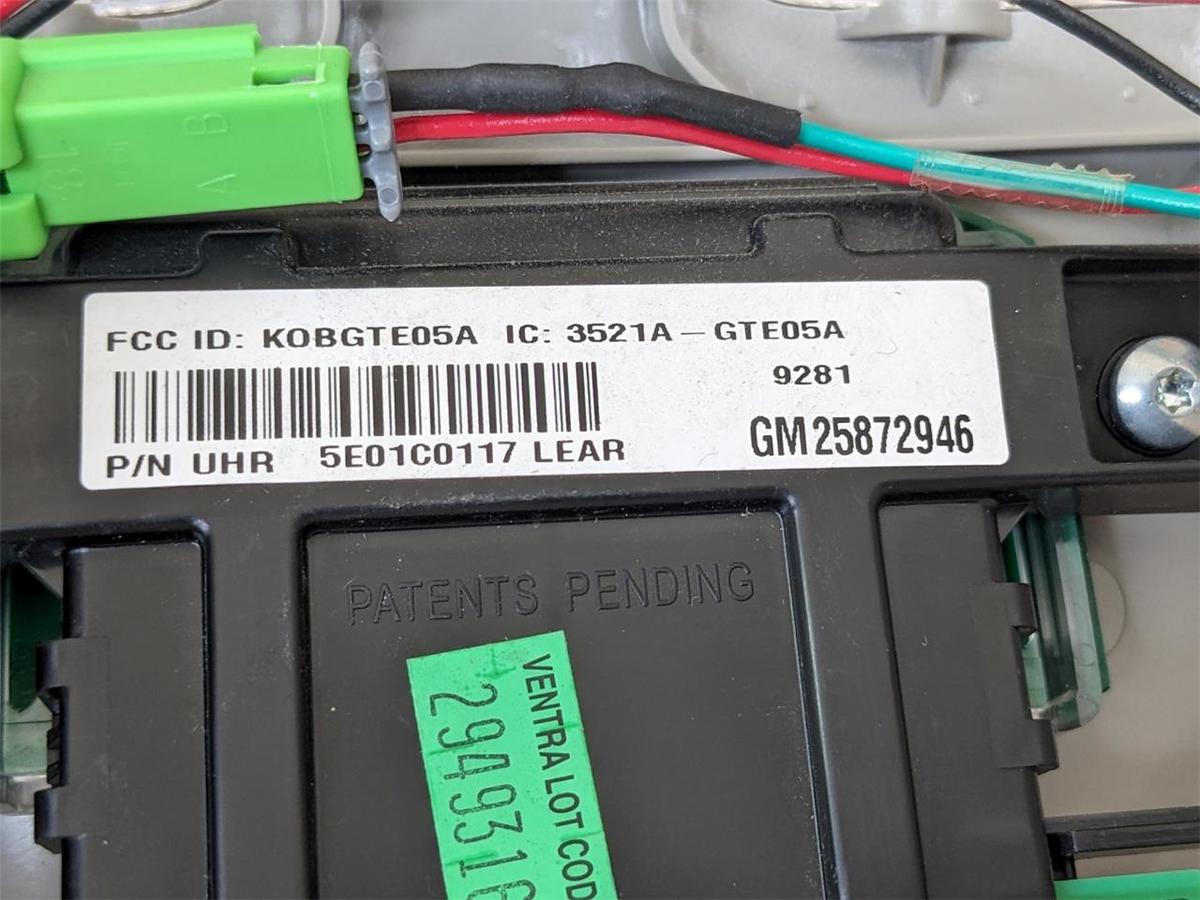 A B
18
FCC ID: KOBGTE05A IC: 3521A-GTE05A
9281
GM25872946
P/N UHR 5E01C0117 LEAR
PATENTS PENDING
VENTRA LOT COD
294931